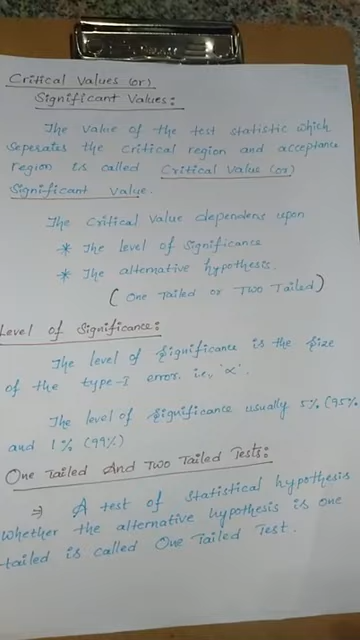 Critical Values (or)
Significant Values:
The value of the test statistic which
seperates the critical region and acceptance
region is called Critical Value (or)
Significant Value.
The critical value dependens upon
* The level of Significance
* The alternative hypothesis.
( One Tailed or Two Tailed )
Level of Significance:
The level of Significance is the size
of the type-I error. i.e., 'α'.
The level of Significance usually 5% (95%
and 1% (99%)
One Tailed And Two Tailed Tests:
⇒ A test of Statistical hypothesis
whether the alternative hypothesis is one
tailed is called One Tailed Test.